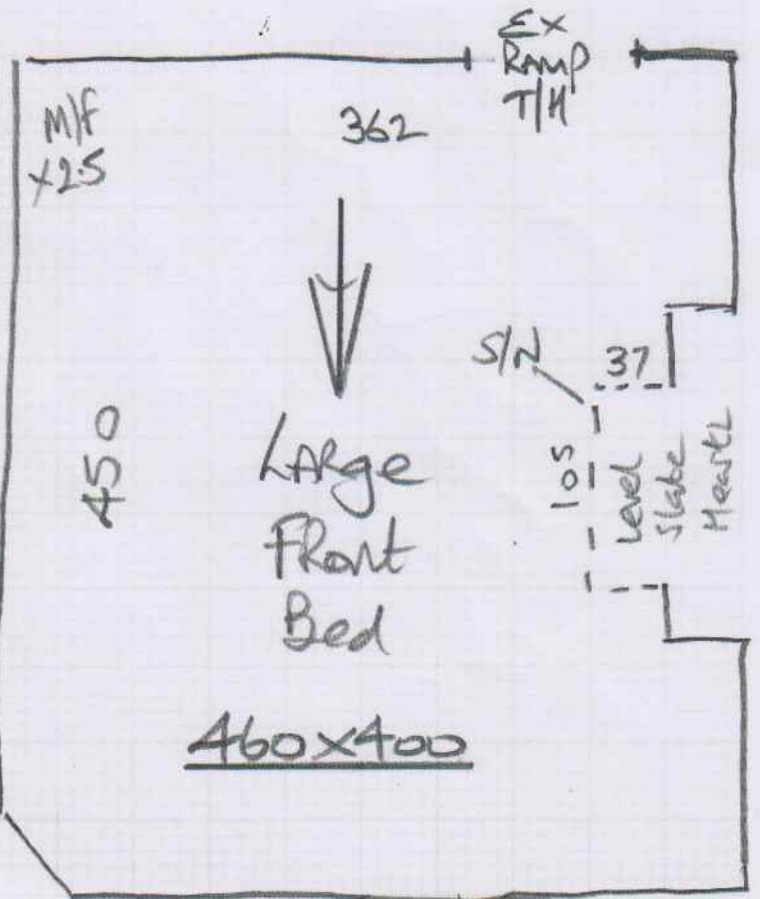 Ex
Ramp
T/H
M/F
x2.5
362
S/N
37
450
105
Level
Slate
Hearth
LARge
FRont
Bed
460x400